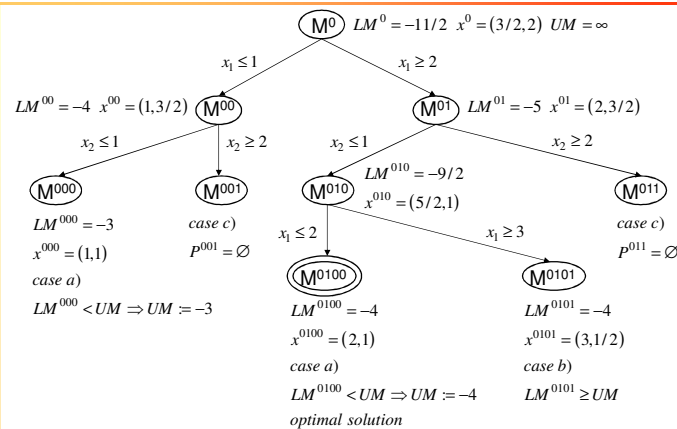 M⁰ LM⁰ = −11/2 x⁰ = (3/2,2) UM = ∞
x₁ ≤ 1
x₁ ≥ 2
LM⁰⁰ = −4 x⁰⁰ = (1,3/2) M⁰⁰
M⁰¹ LM⁰¹ = −5 x⁰¹ = (2,3/2)
x₂ ≤ 1
x₂ ≥ 2
x₂ ≤ 1
x₂ ≥ 2
M⁰⁰⁰
LM⁰⁰⁰ = −3
x⁰⁰⁰ = (1,1)
case a)
LM⁰⁰⁰ < UM ⇒ UM := −3
M⁰⁰¹
case c)
P⁰⁰¹ = ∅
M⁰¹⁰
LM⁰¹⁰ = −9/2
x⁰¹⁰ = (5/2,1)
M⁰¹¹
case c)
P⁰¹¹ = ∅
x₁ ≤ 2
x₁ ≥ 3
M⁰¹⁰⁰
LM⁰¹⁰⁰ = −4
x⁰¹⁰⁰ = (2,1)
case a)
LM⁰¹⁰⁰ < UM ⇒ UM := −4
optimal solution
M⁰¹⁰¹
LM⁰¹⁰¹ = −4
x⁰¹⁰¹ = (3,1/2)
case b)
LM⁰¹⁰¹ ≥ UM